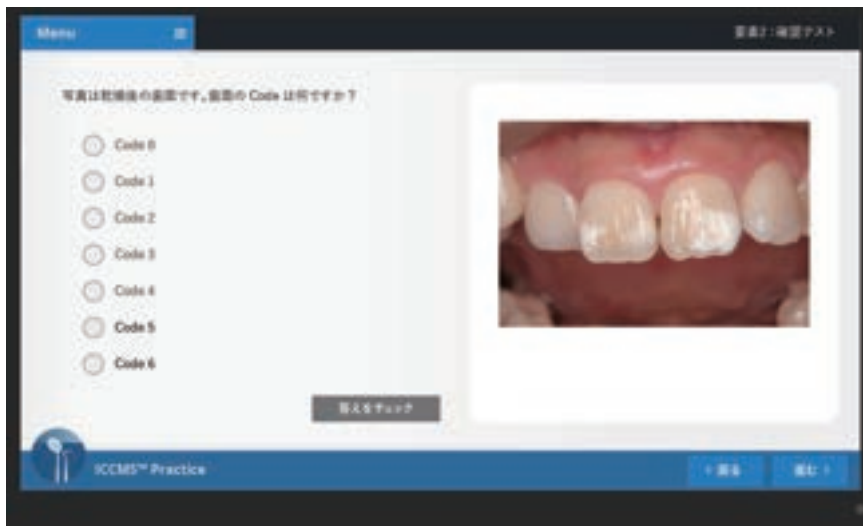 Menu
要素2:確認テスト
写真は乾燥後の歯面です。歯面の Code は何ですか?
Code 0
Code 1
Code 2
Code 3
Code 4
Code 5
Code 6
答えをチェック
ICCMS™ Practice
戻る
進む